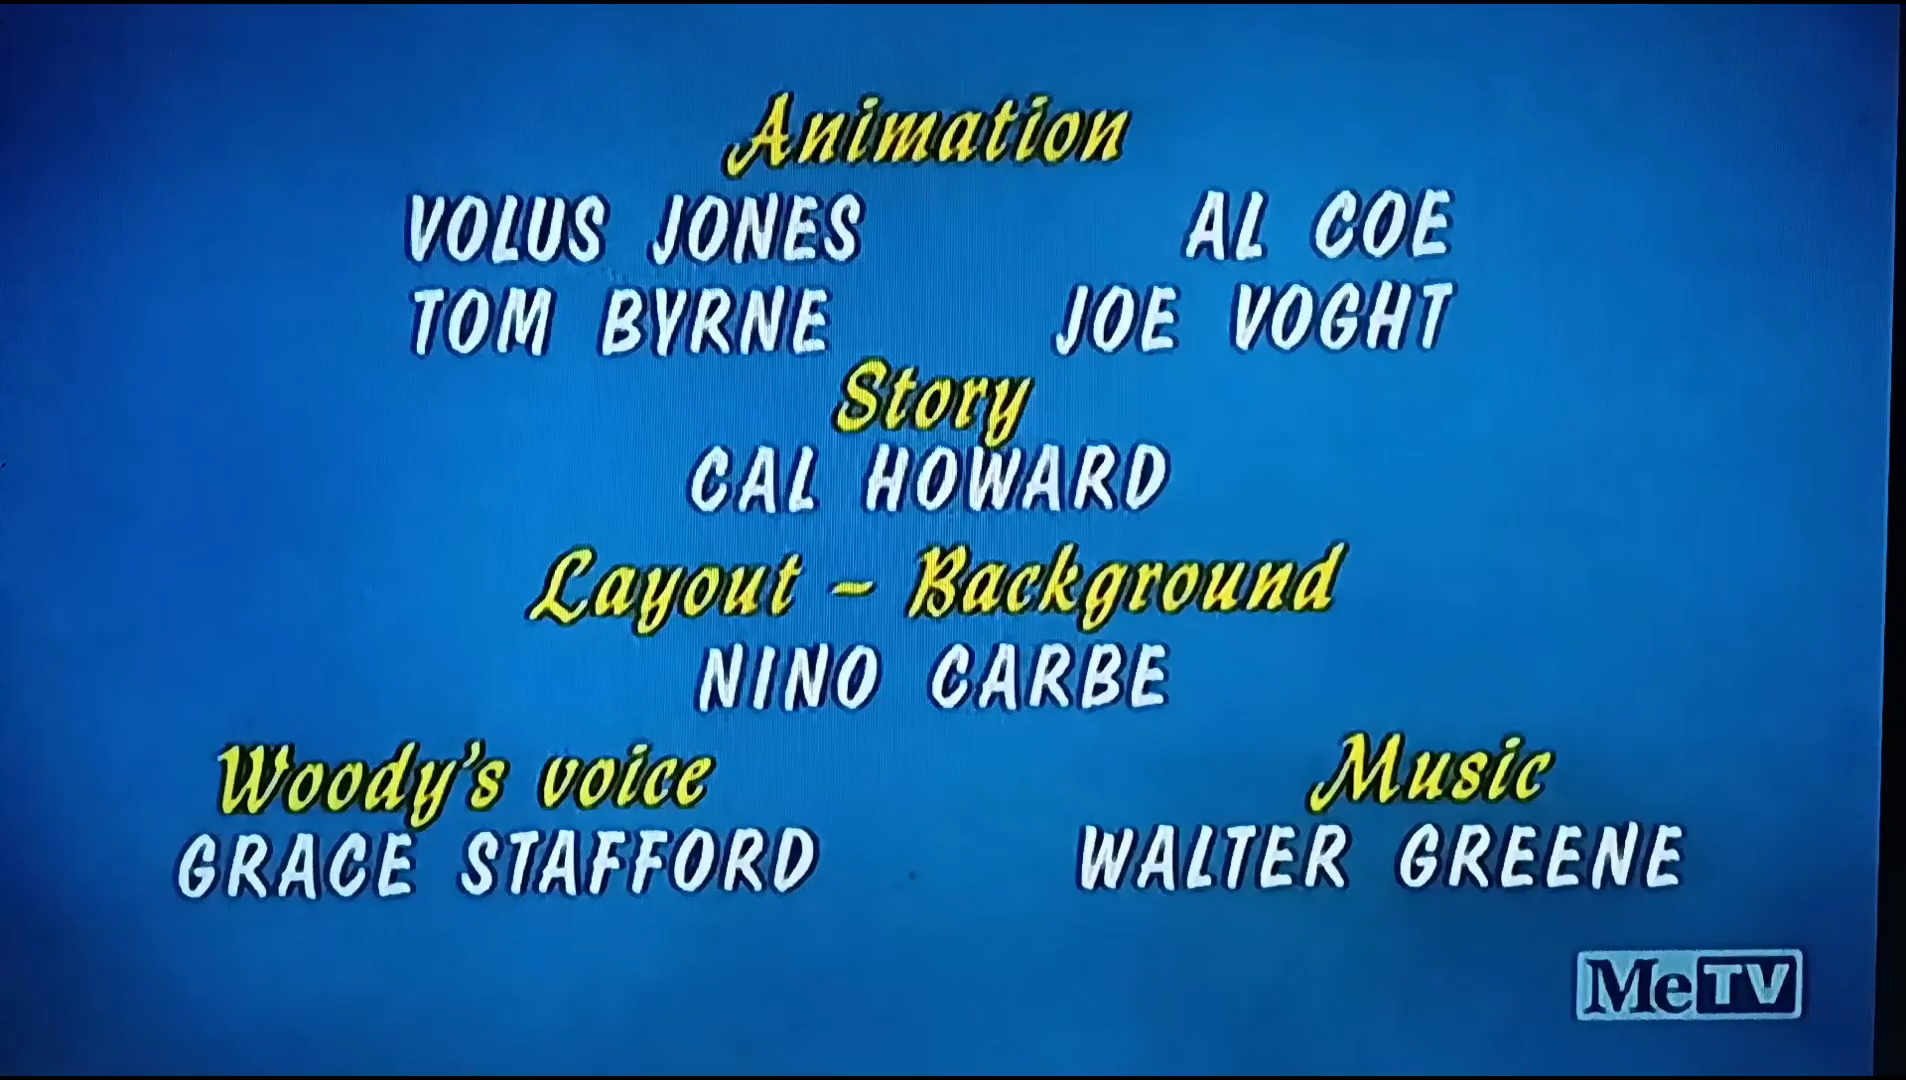 Animation
VOLUS JONES AL COE
TOM BYRNE JOE VOGHT
Story
CAL HOWARD
Layout - Background
NINO CARBE
Woody's voice Music
GRACE STAFFORD WALTER GREENE
MeTV